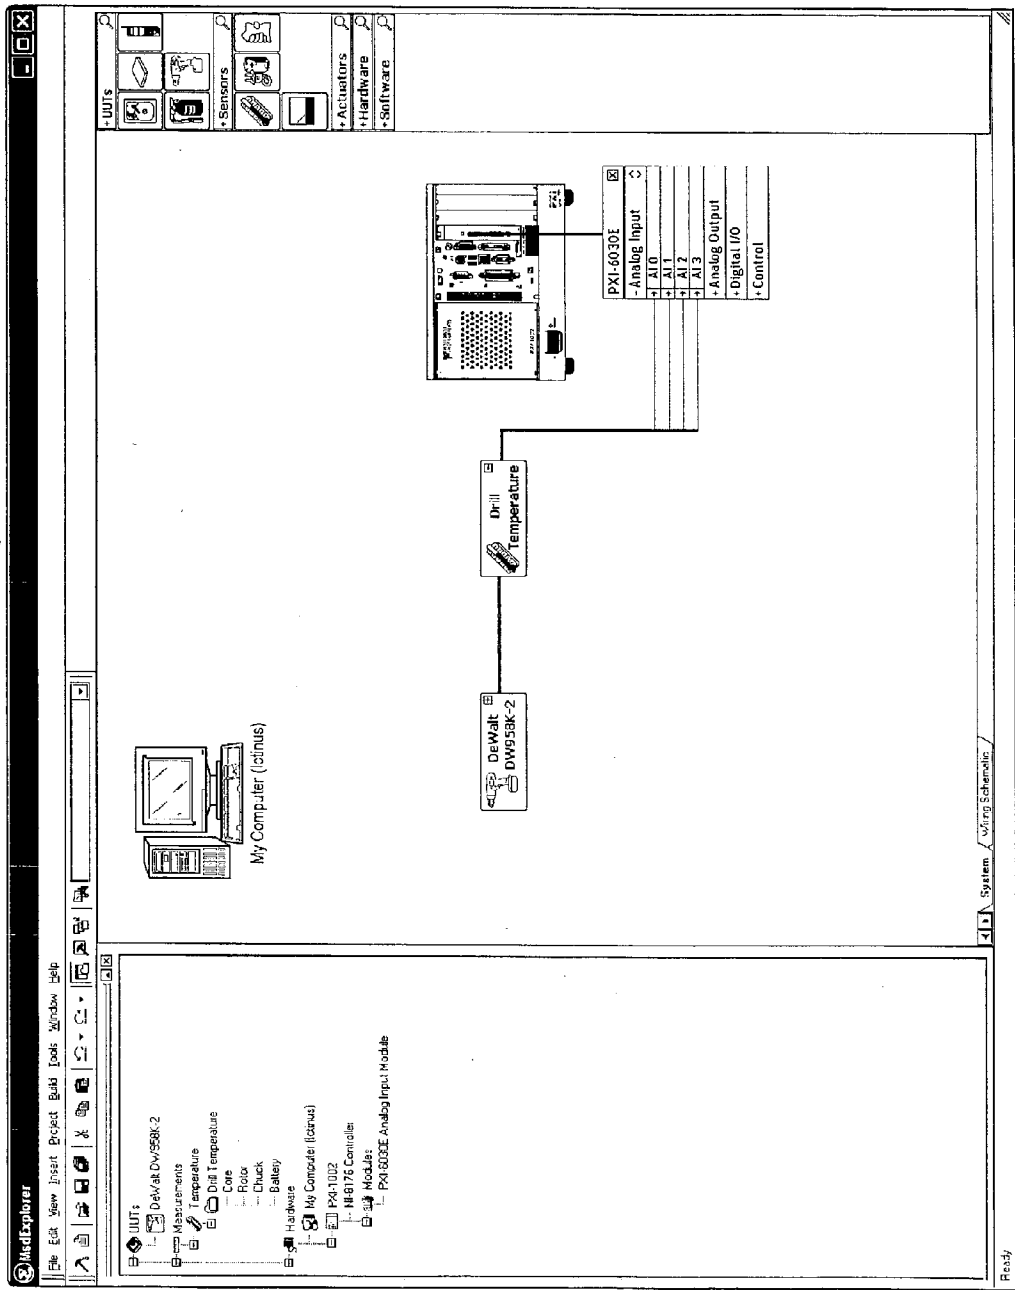 MsdExplorer
File Edit View Insert Project Build Tools Window Help
UUTs
DeWalt DW958K-2
Measurements
Temperature
Drill Temperature
Core
Rotor
Chuck
Battery
Hardware
My Computer (Ictinus)
PXI-1002
NI-8176 Controller
Modules
PXI-6030E Analog Input Module
My Computer (Ictinus)
DeWalt
DW958K-2
Drill
Temperature
PXI-6030E
- Analog Input
AI 0
AI 1
AI 2
AI 3
+ Analog Output
+ Digital I/O
+ Control
+ UUTs
+ Sensors
+ Actuators
+ Hardware
+ Software
System
Wiring Schematic
Ready